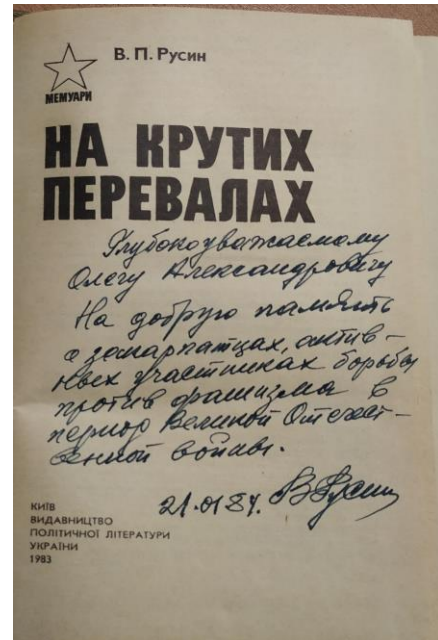 В. П. Русин
МЕМУАРИ
НА КРУТИХ
ПЕРЕВАЛАХ
Глубокоуважаемому
Олегу Александровичу
На добрую память
о закарпатцах, актив-
ных участниках борьбы
против фашизма в
период Великой Отечест-
венной войны.
21.01.84. ВРусин
КИЇВ
ВИДАВНИЦТВО
ПОЛІТИЧНОЇ ЛІТЕРАТУРИ
УКРАЇНИ
1983